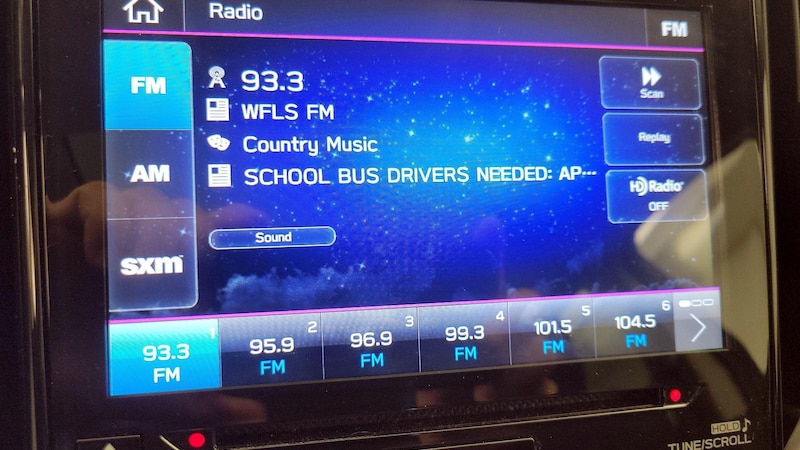 Radio
FM
FM
AM
sxm
93.3
WFLS FM
Country Music
SCHOOL BUS DRIVERS NEEDED: AP···
Sound
Scan
Replay
HD Radio
OFF
1
93.3
FM
2
95.9
FM
3
96.9
FM
4
99.3
FM
5
101.5
FM
6
104.5
FM
HOLD
TUNE/SCROLL